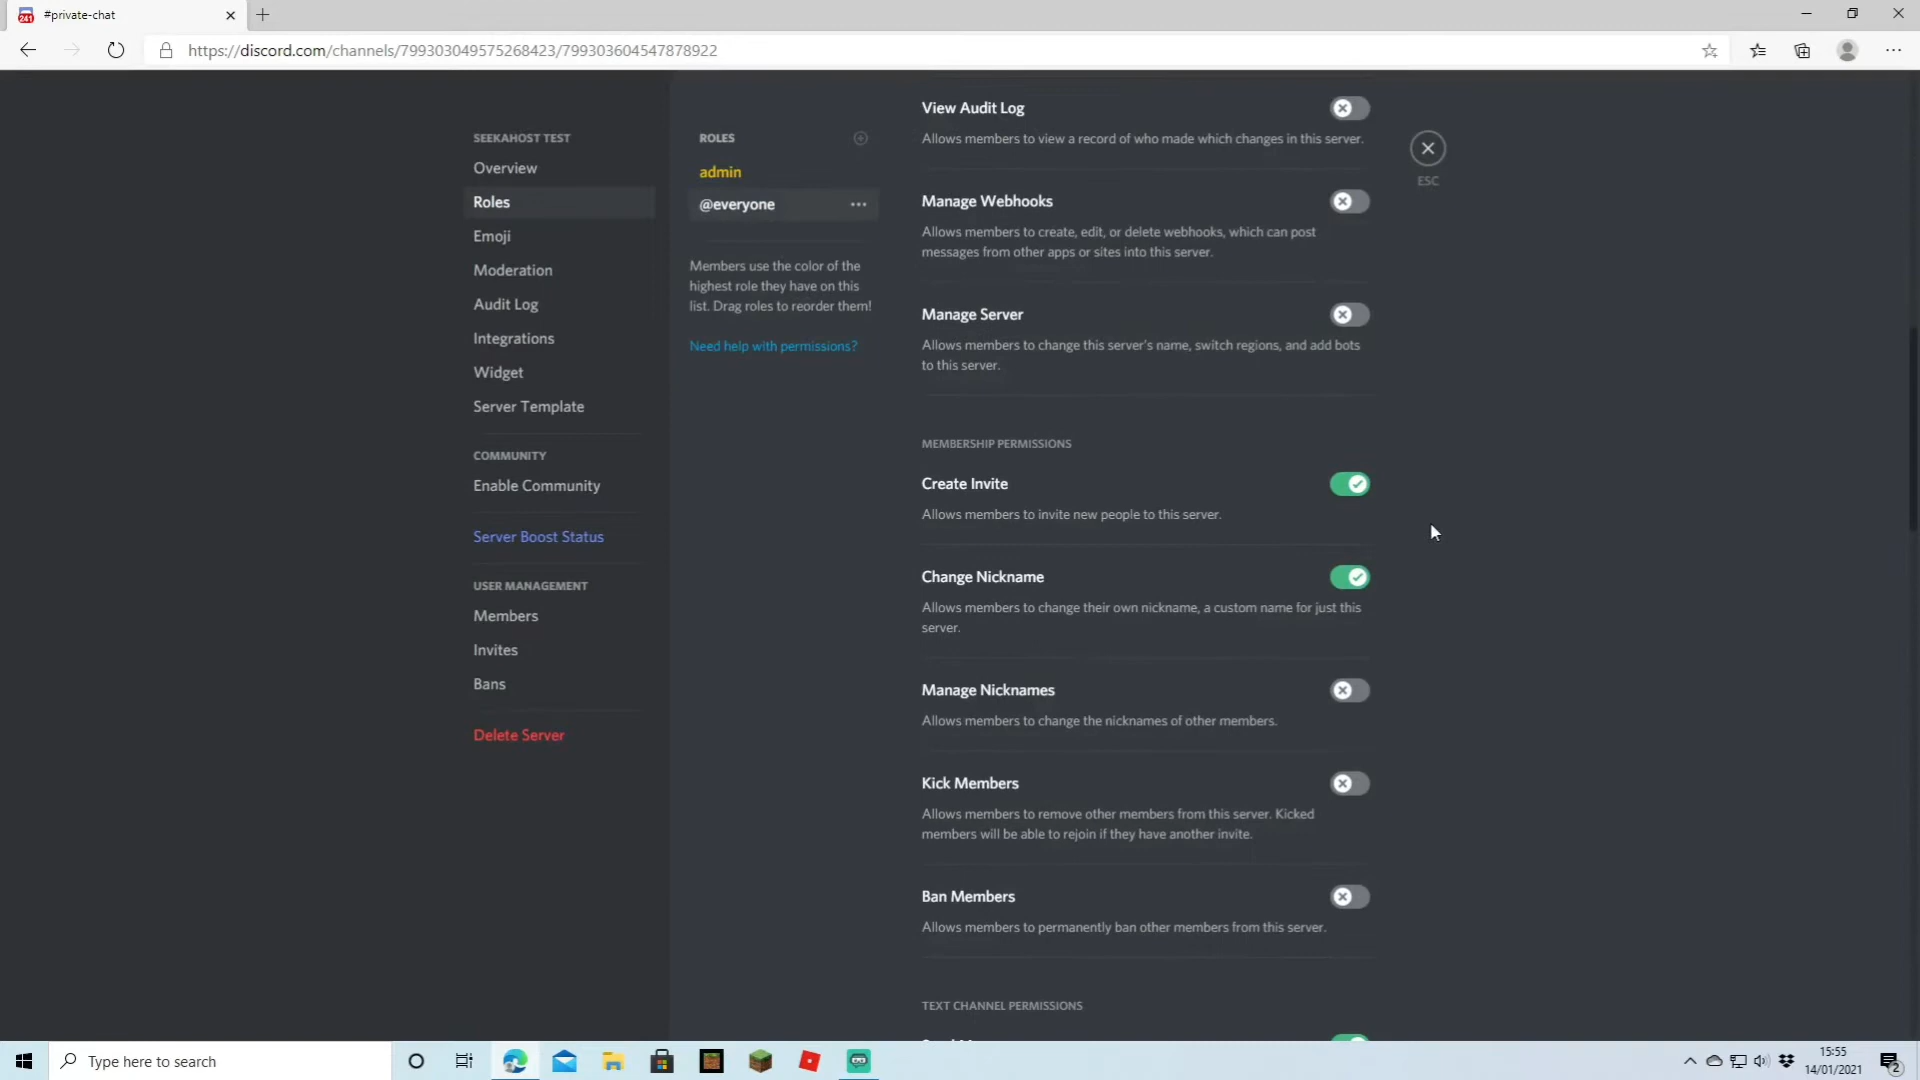 241
#private-chat
https://discord.com/channels/799303049575268423/799303604547878922
SEEKAHOST TEST
Overview
Roles
Emoji
Moderation
Audit Log
Integrations
Widget
Server Template
COMMUNITY
Enable Community
Server Boost Status
USER MANAGEMENT
Members
Invites
Bans
Delete Server
ROLES
admin
@everyone
Members use the color of the
highest role they have on this
list. Drag roles to reorder them!
Need help with permissions?
View Audit Log
Allows members to view a record of who made which changes in this server.
Manage Webhooks
Allows members to create, edit, or delete webhooks, which can post
messages from other apps or sites into this server.
Manage Server
Allows members to change this server's name, switch regions, and add bots
to this server.
MEMBERSHIP PERMISSIONS
Create Invite
Allows members to invite new people to this server.
Change Nickname
Allows members to change their own nickname, a custom name for just this
server.
Manage Nicknames
Allows members to change the nicknames of other members.
Kick Members
Allows members to remove other members from this server. Kicked
members will be able to rejoin if they have another invite.
Ban Members
Allows members to permanently ban other members from this server.
TEXT CHANNEL PERMISSIONS
ESC
Type here to search
15:55
14/01/2021
2